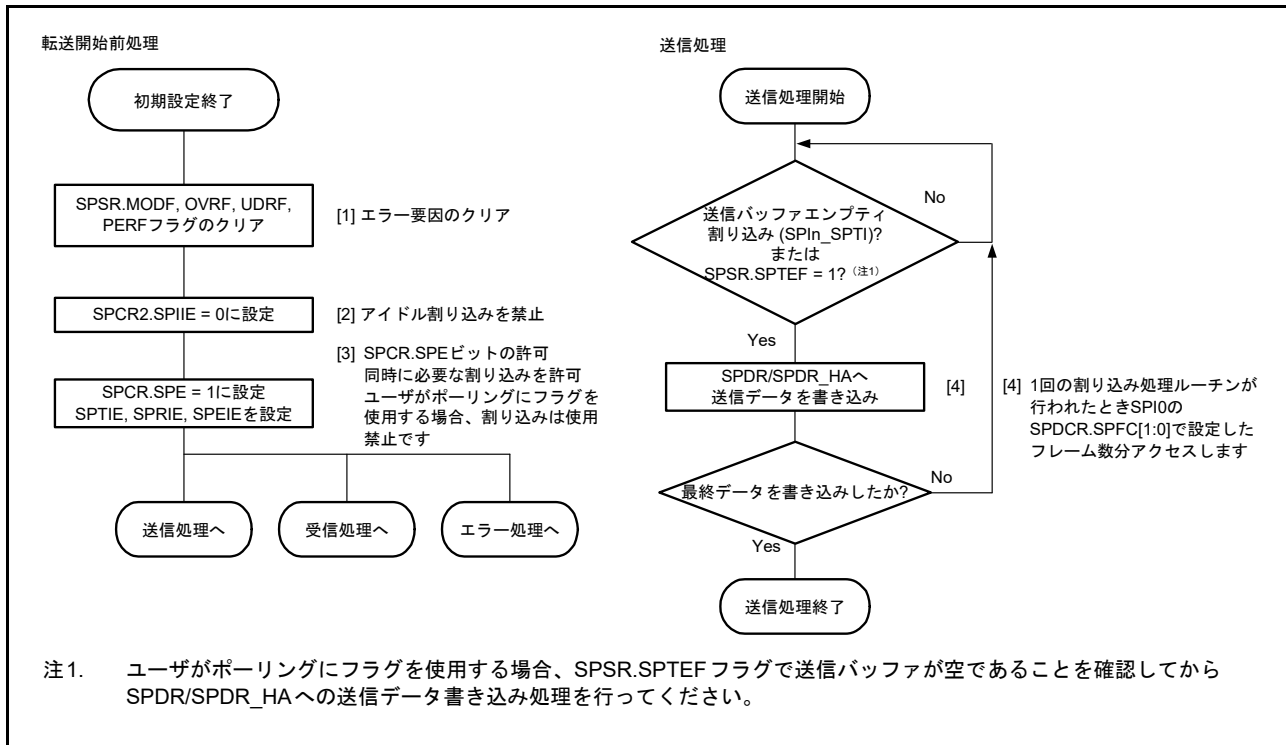 転送開始前処理
初期設定終了
SPSR.MODF, OVRF, UDRF,
PERFフラグのクリア
[1] エラー要因のクリア
SPCR2.SPIIE = 0に設定
[2] アイドル割り込みを禁止
SPCR.SPE = 1に設定
SPTIE, SPRIE, SPEIEを設定
[3] SPCR.SPEビットの許可
同時に必要な割り込みを許可
ユーザがポーリングにフラグを
使用する場合、割り込みは使用
禁止です
送信処理へ
受信処理へ
エラー処理へ
送信処理
送信処理開始
送信バッファエンプティ
割り込み (SPIn_SPTI)?
または
SPSR.SPTEF = 1? (注1)
No
Yes
SPDR/SPDR_HAへ
送信データを書き込み
[4]
[4] 1回の割り込み処理ルーチンが
行われたときSPI0の
SPDCR.SPFC[1:0]で設定した
フレーム数分アクセスします
最終データを書き込みしたか?
No
Yes
送信処理終了
注1. ユーザがポーリングにフラグを使用する場合、SPSR.SPTEFフラグで送信バッファが空であることを確認してから
SPDR/SPDR_HAへの送信データ書き込み処理を行ってください。